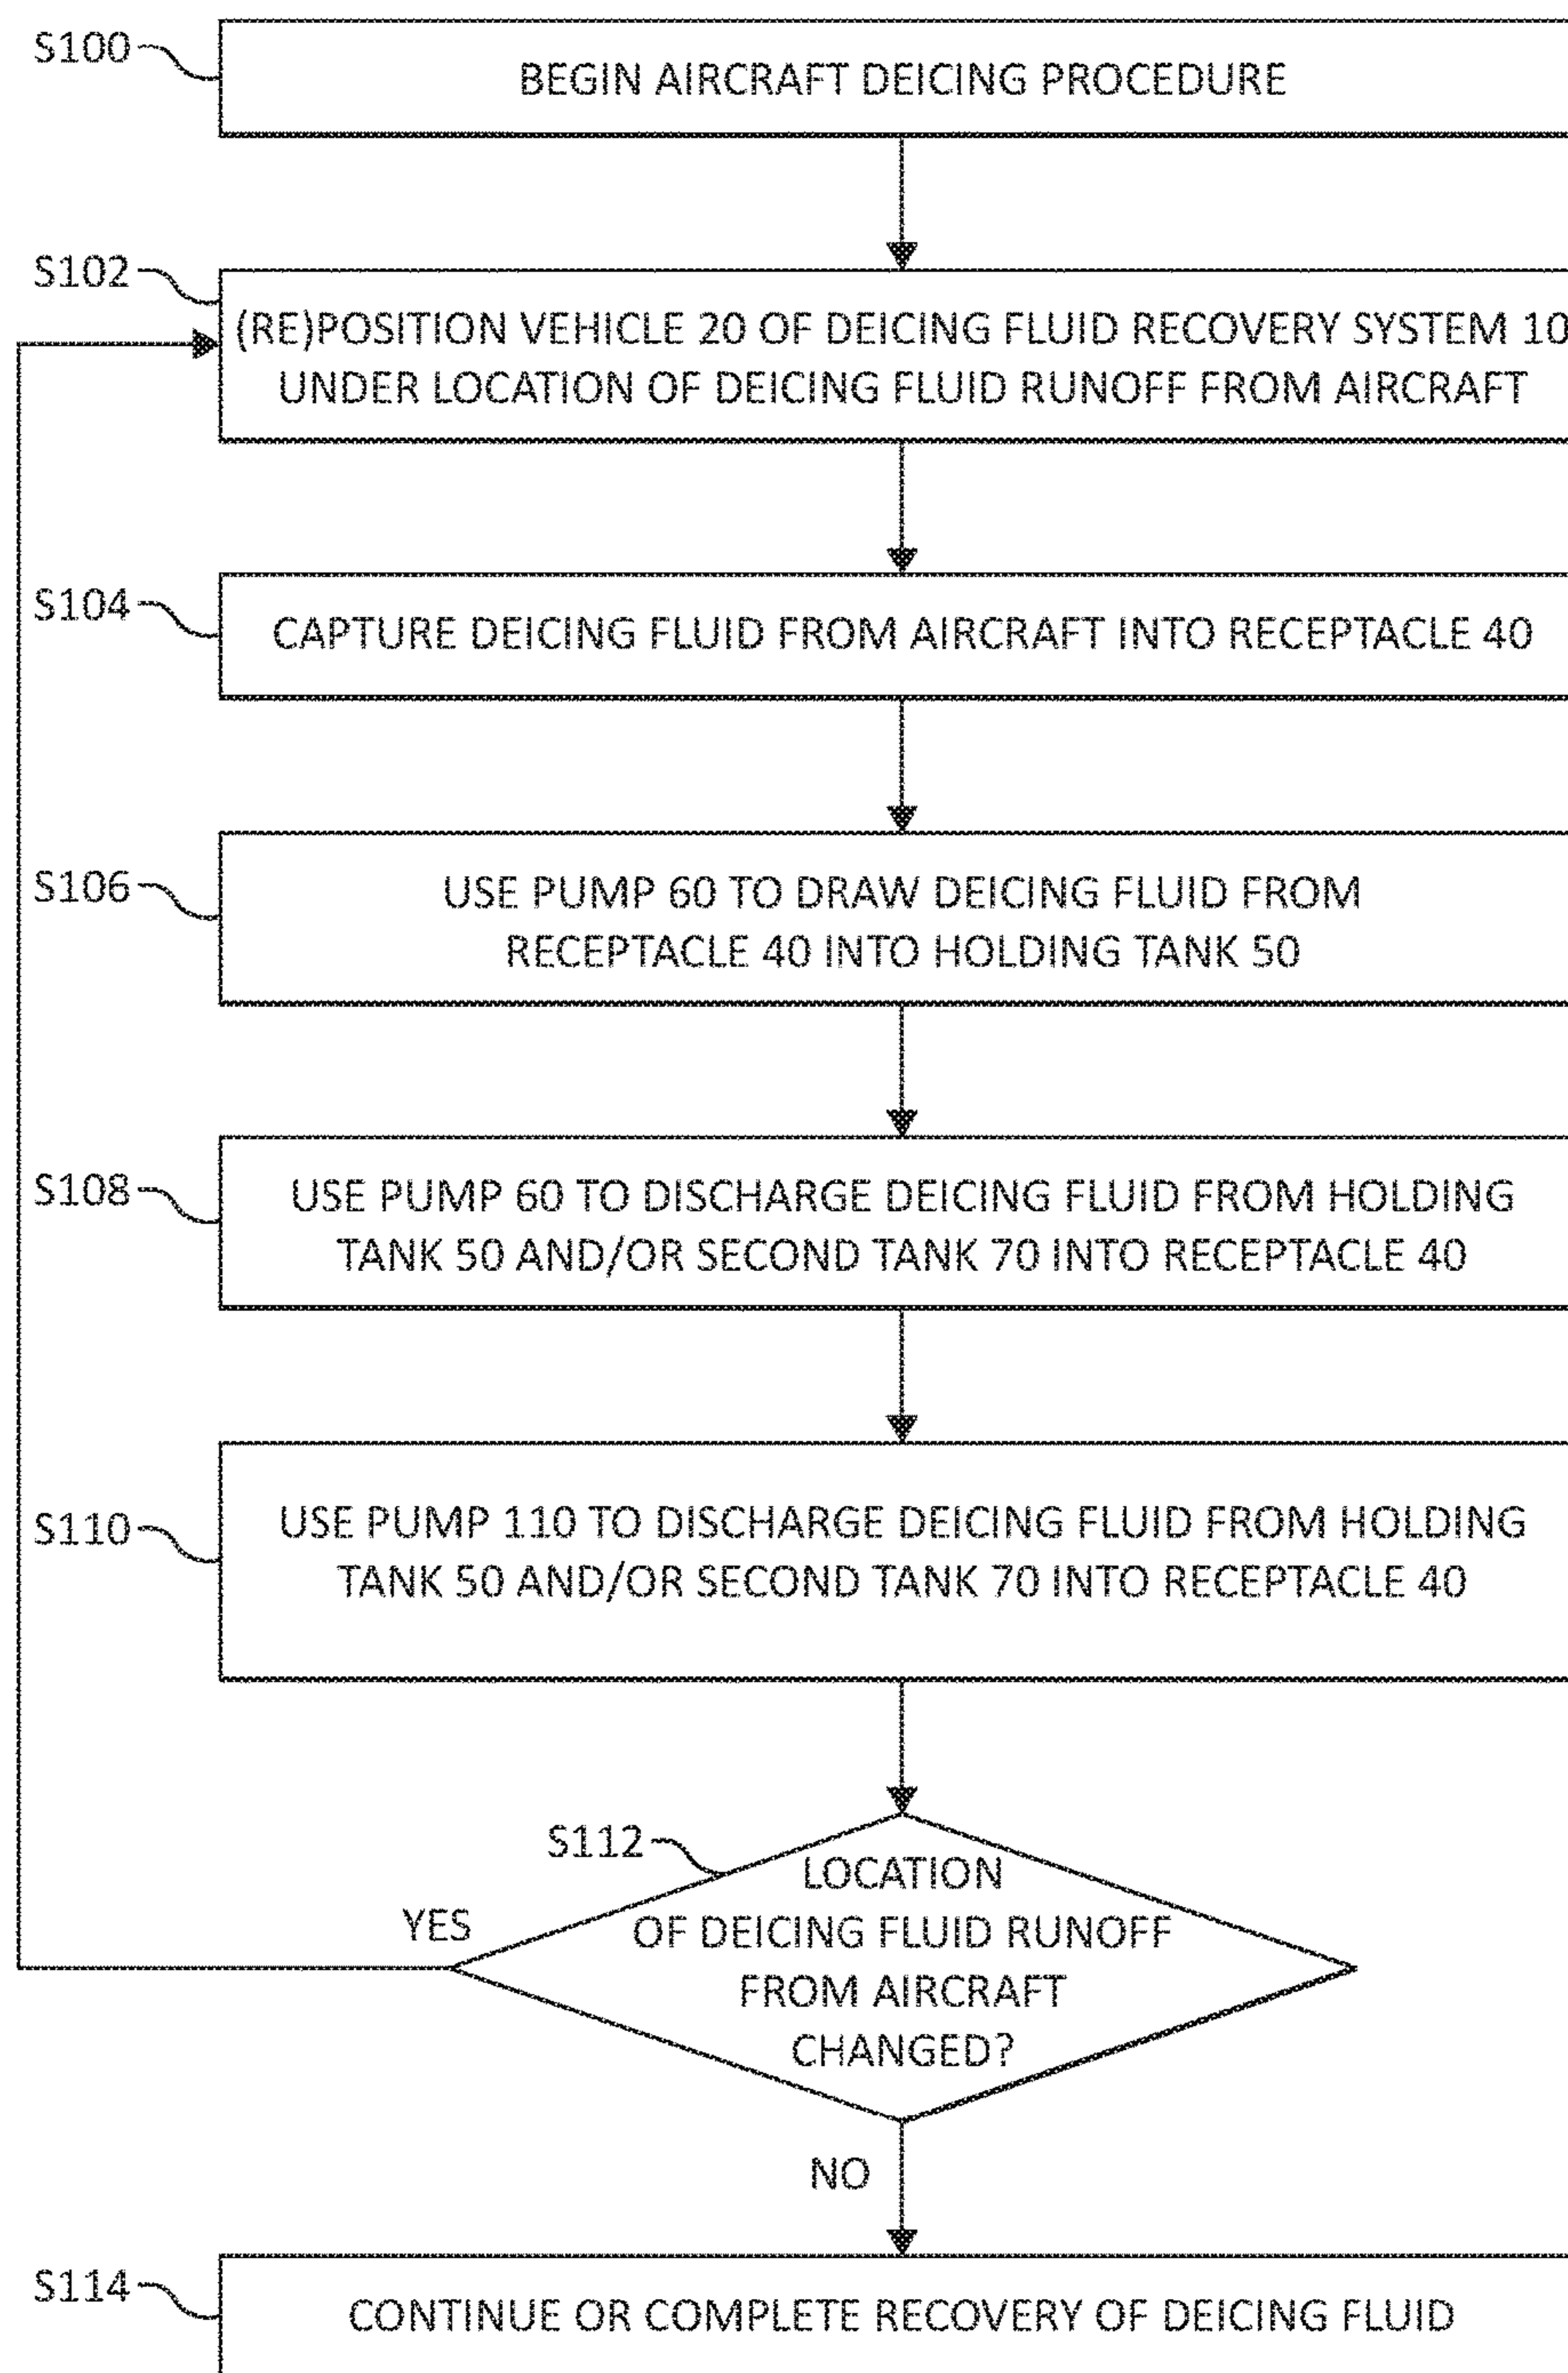 S100
BEGIN AIRCRAFT DEICING PROCEDURE
S102
(RE)POSITION VEHICLE 20 OF DEICING FLUID RECOVERY SYSTEM 10
UNDER LOCATION OF DEICING FLUID RUNOFF FROM AIRCRAFT
S104
CAPTURE DEICING FLUID FROM AIRCRAFT INTO RECEPTACLE 40
S106
USE PUMP 60 TO DRAW DEICING FLUID FROM
RECEPTACLE 40 INTO HOLDING TANK 50
S108
USE PUMP 60 TO DISCHARGE DEICING FLUID FROM HOLDING
TANK 50 AND/OR SECOND TANK 70 INTO RECEPTACLE 40
S110
USE PUMP 110 TO DISCHARGE DEICING FLUID FROM HOLDING
TANK 50 AND/OR SECOND TANK 70 INTO RECEPTACLE 40
S112
LOCATION
OF DEICING FLUID RUNOFF
FROM AIRCRAFT
CHANGED?
YES
NO
S114
CONTINUE OR COMPLETE RECOVERY OF DEICING FLUID